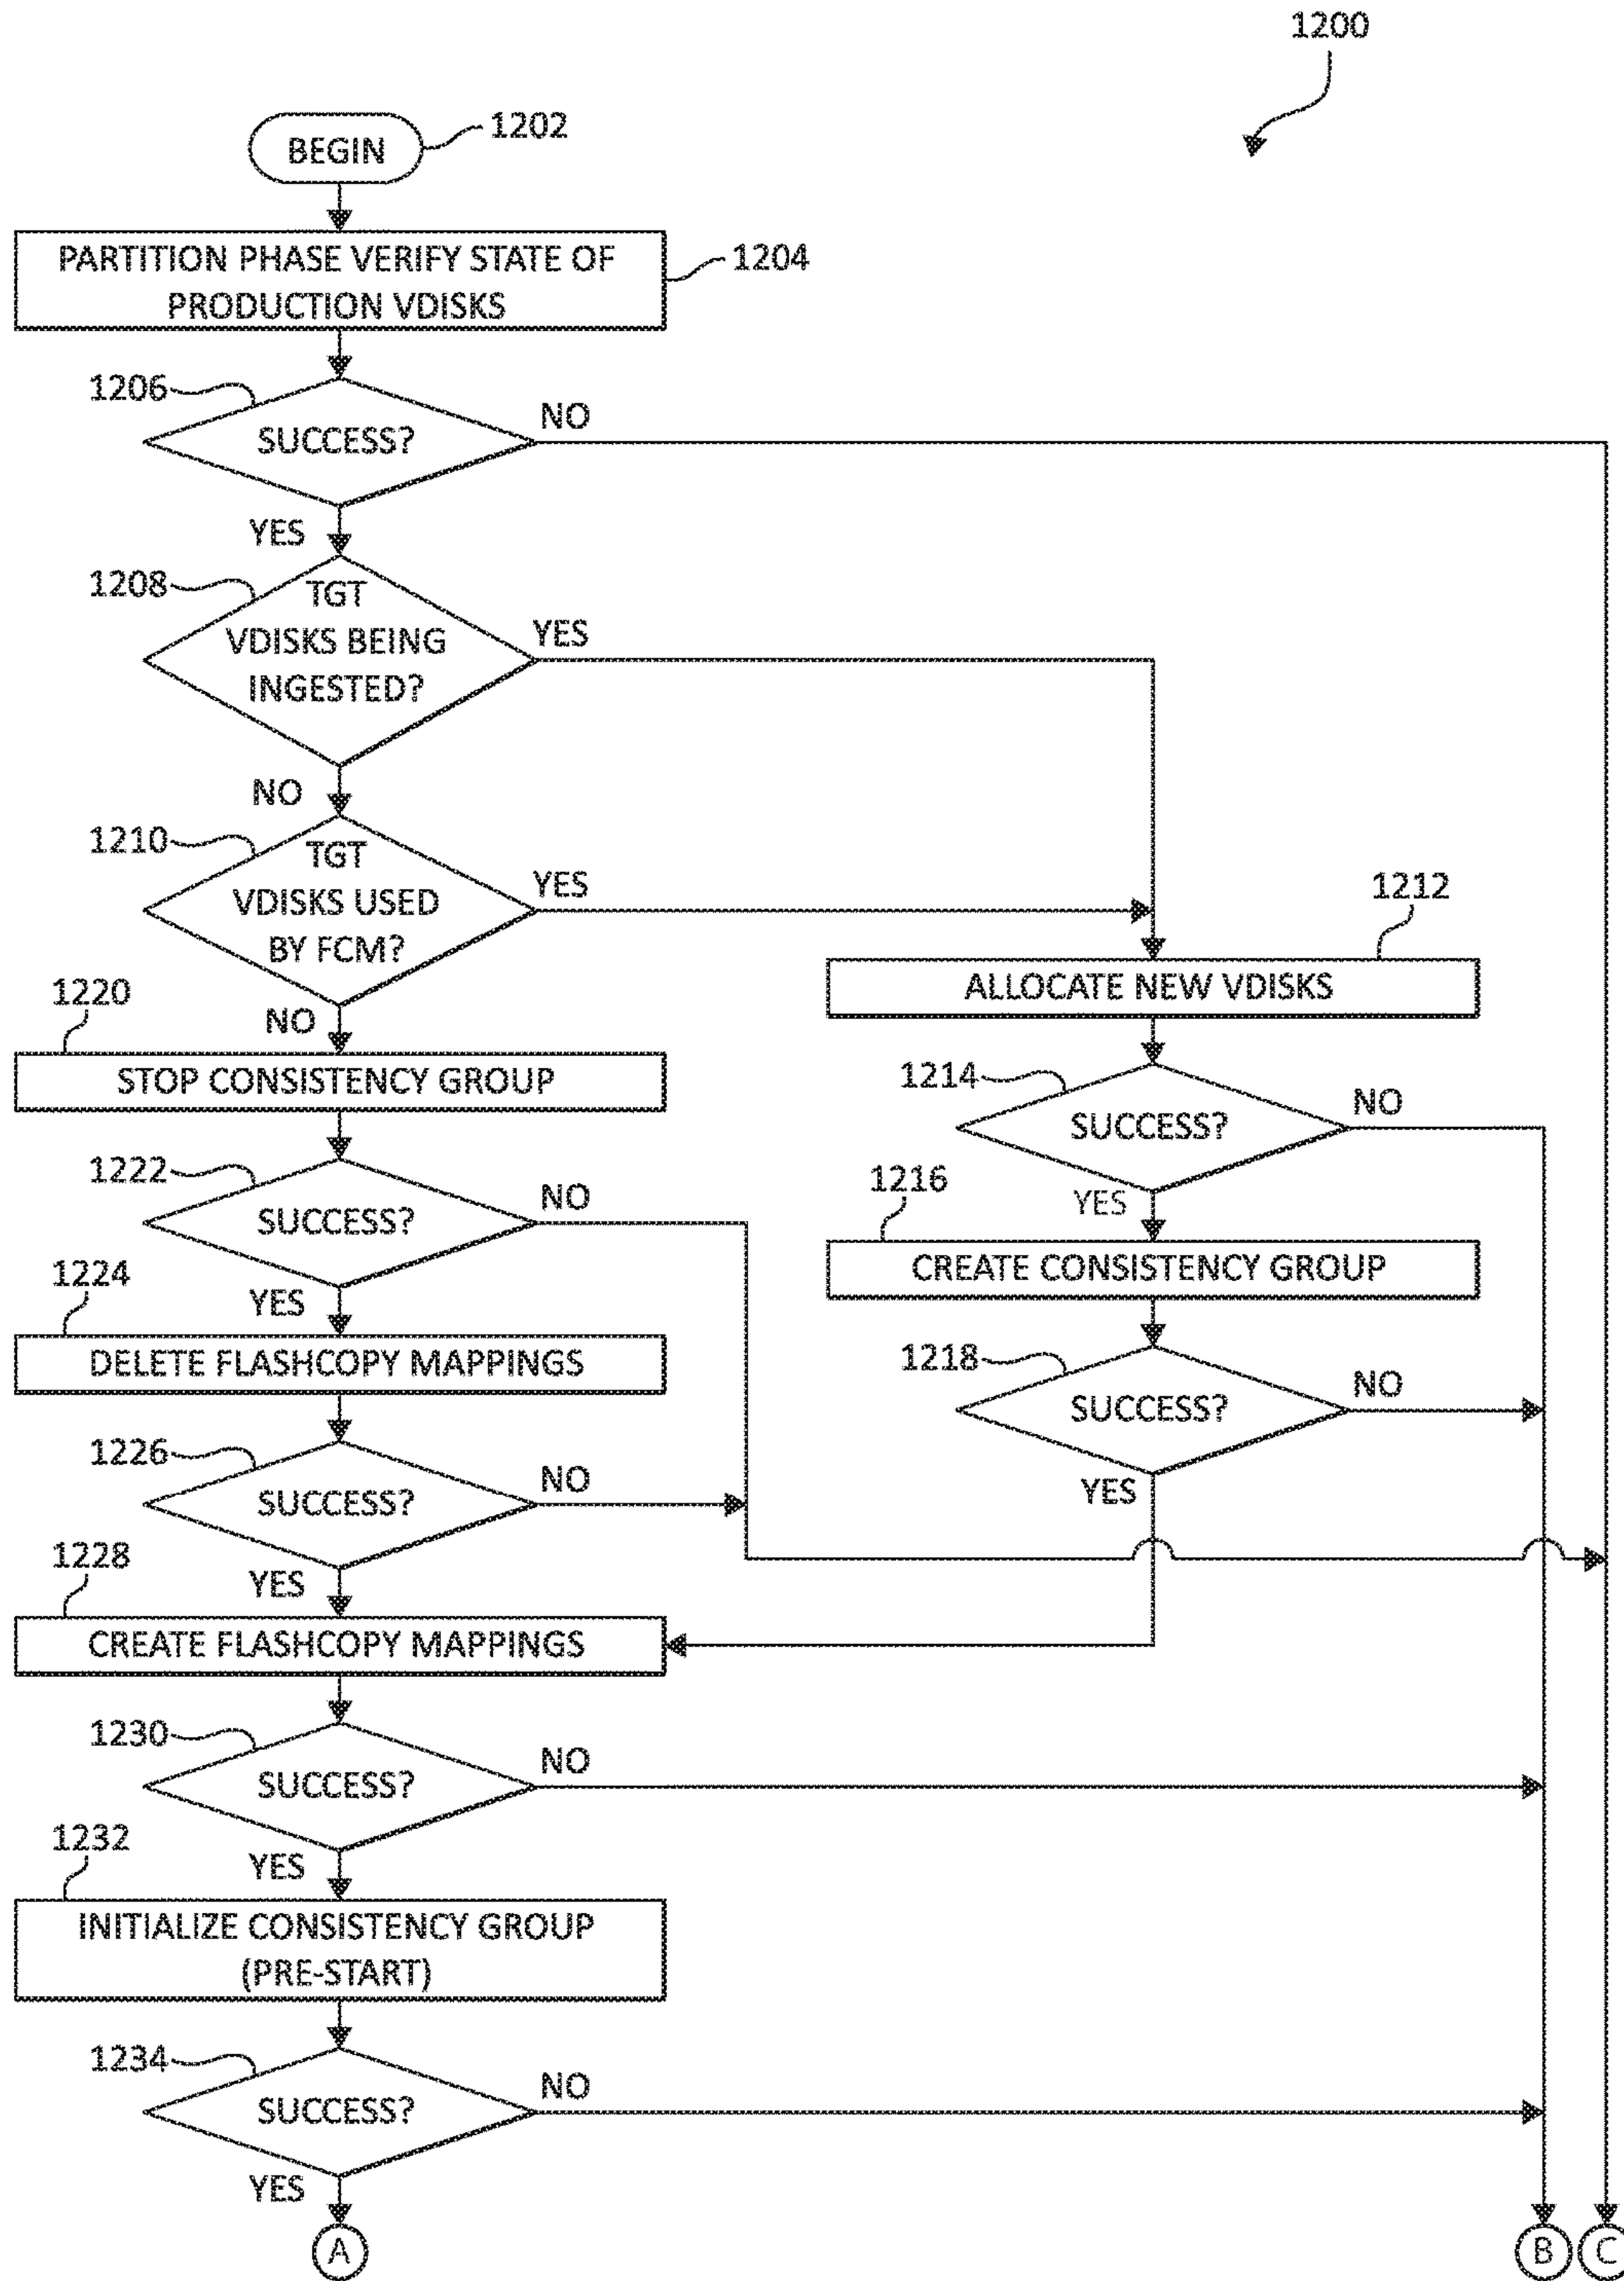 1200
BEGIN
1202
PARTITION PHASE VERIFY STATE OF
PRODUCTION VDISKS
1204
1206
SUCCESS?
NO
YES
1208
TGT
VDISKS BEING
INGESTED?
YES
NO
1210
TGT
VDISKS USED
BY FCM?
YES
NO
1212
ALLOCATE NEW VDISKS
1214
SUCCESS?
NO
YES
1216
CREATE CONSISTENCY GROUP
1218
SUCCESS?
NO
YES
1220
STOP CONSISTENCY GROUP
1222
SUCCESS?
NO
YES
1224
DELETE FLASHCOPY MAPPINGS
1226
SUCCESS?
NO
YES
1228
CREATE FLASHCOPY MAPPINGS
1230
SUCCESS?
NO
YES
1232
INITIALIZE CONSISTENCY GROUP
(PRE-START)
1234
SUCCESS?
NO
YES
A
B
C